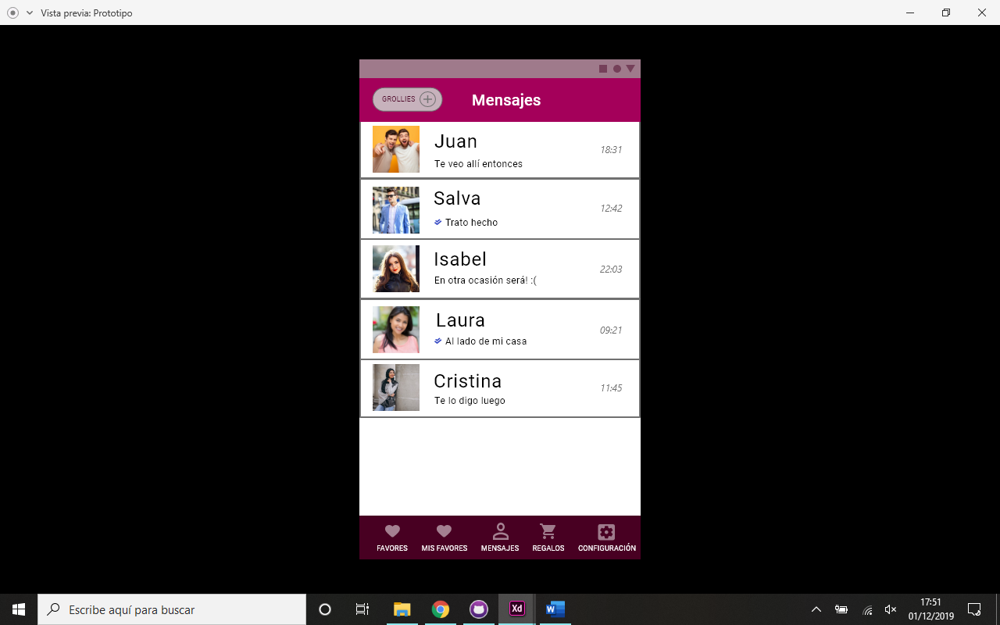 Vista previa: Prototipo
GROLLIES
Mensajes
Juan
18:31
Te veo allí entonces
Salva
12:42
Trato hecho
Isabel
22:03
En otra ocasión será! :(
Laura
09:21
Al lado de mi casa
Cristina
11:45
Te lo digo luego
FAVORES MIS FAVORES MENSAJES REGALOS CONFIGURACIÓN
Escribe aquí para buscar
Xd
W
17:51
01/12/2019